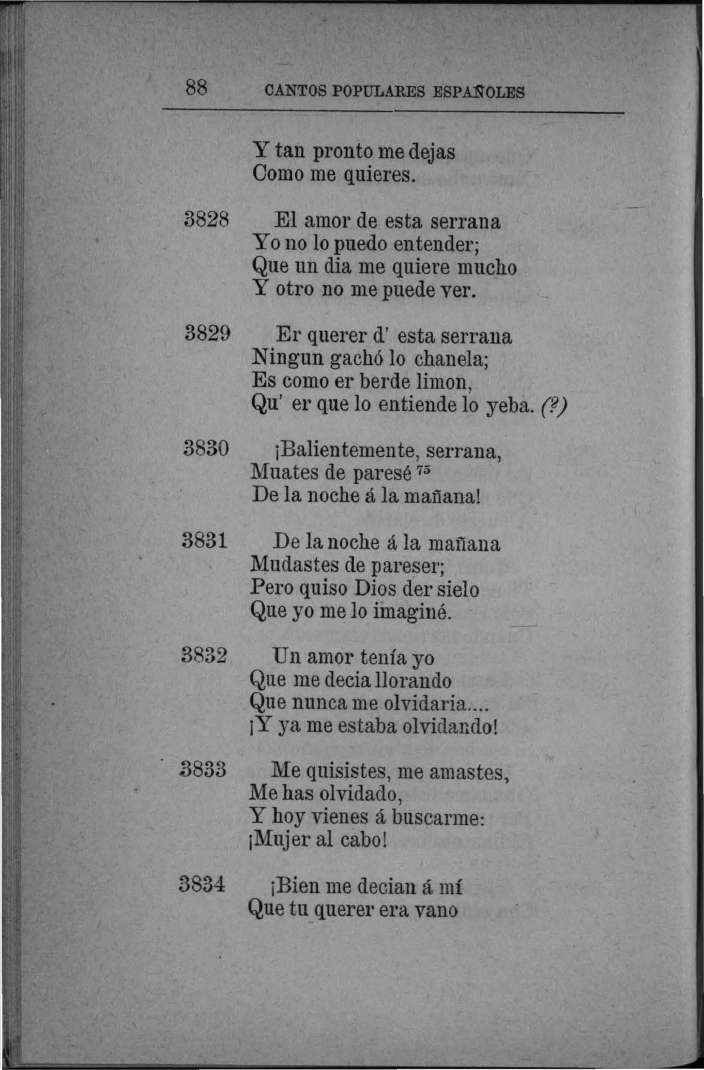 88 CANTOS POPULARES ESPAÑOLES
Y tan pronto me dejas
Como me quieres.
3828 El amor de esta serrana
Yo no lo puedo entender;
Que un dia me quiere mucho
Y otro no me puede ver.
3829 Er querer d' esta serrana
Ningun gachó lo chanela;
Es como er berde limon,
Qu' er que lo entiende lo yeba. (?)
3830 ¡Balientemente, serrana,
Muates de paresé 75
De la noche á la mañana!
3831 De la noche á la mañana
Mudastes de pareser;
Pero quiso Dios der sielo
Que yo me lo imaginé.
3832 Un amor tenía yo
Que me decia llorando
Que nunca me olvidaria....
¡Y ya me estaba olvidando!
3833 Me quisistes, me amastes,
Me has olvidado,
Y hoy vienes á buscarme:
¡Mujer al cabo!
3834 ¡Bien me decian á mí
Que tu querer era vano